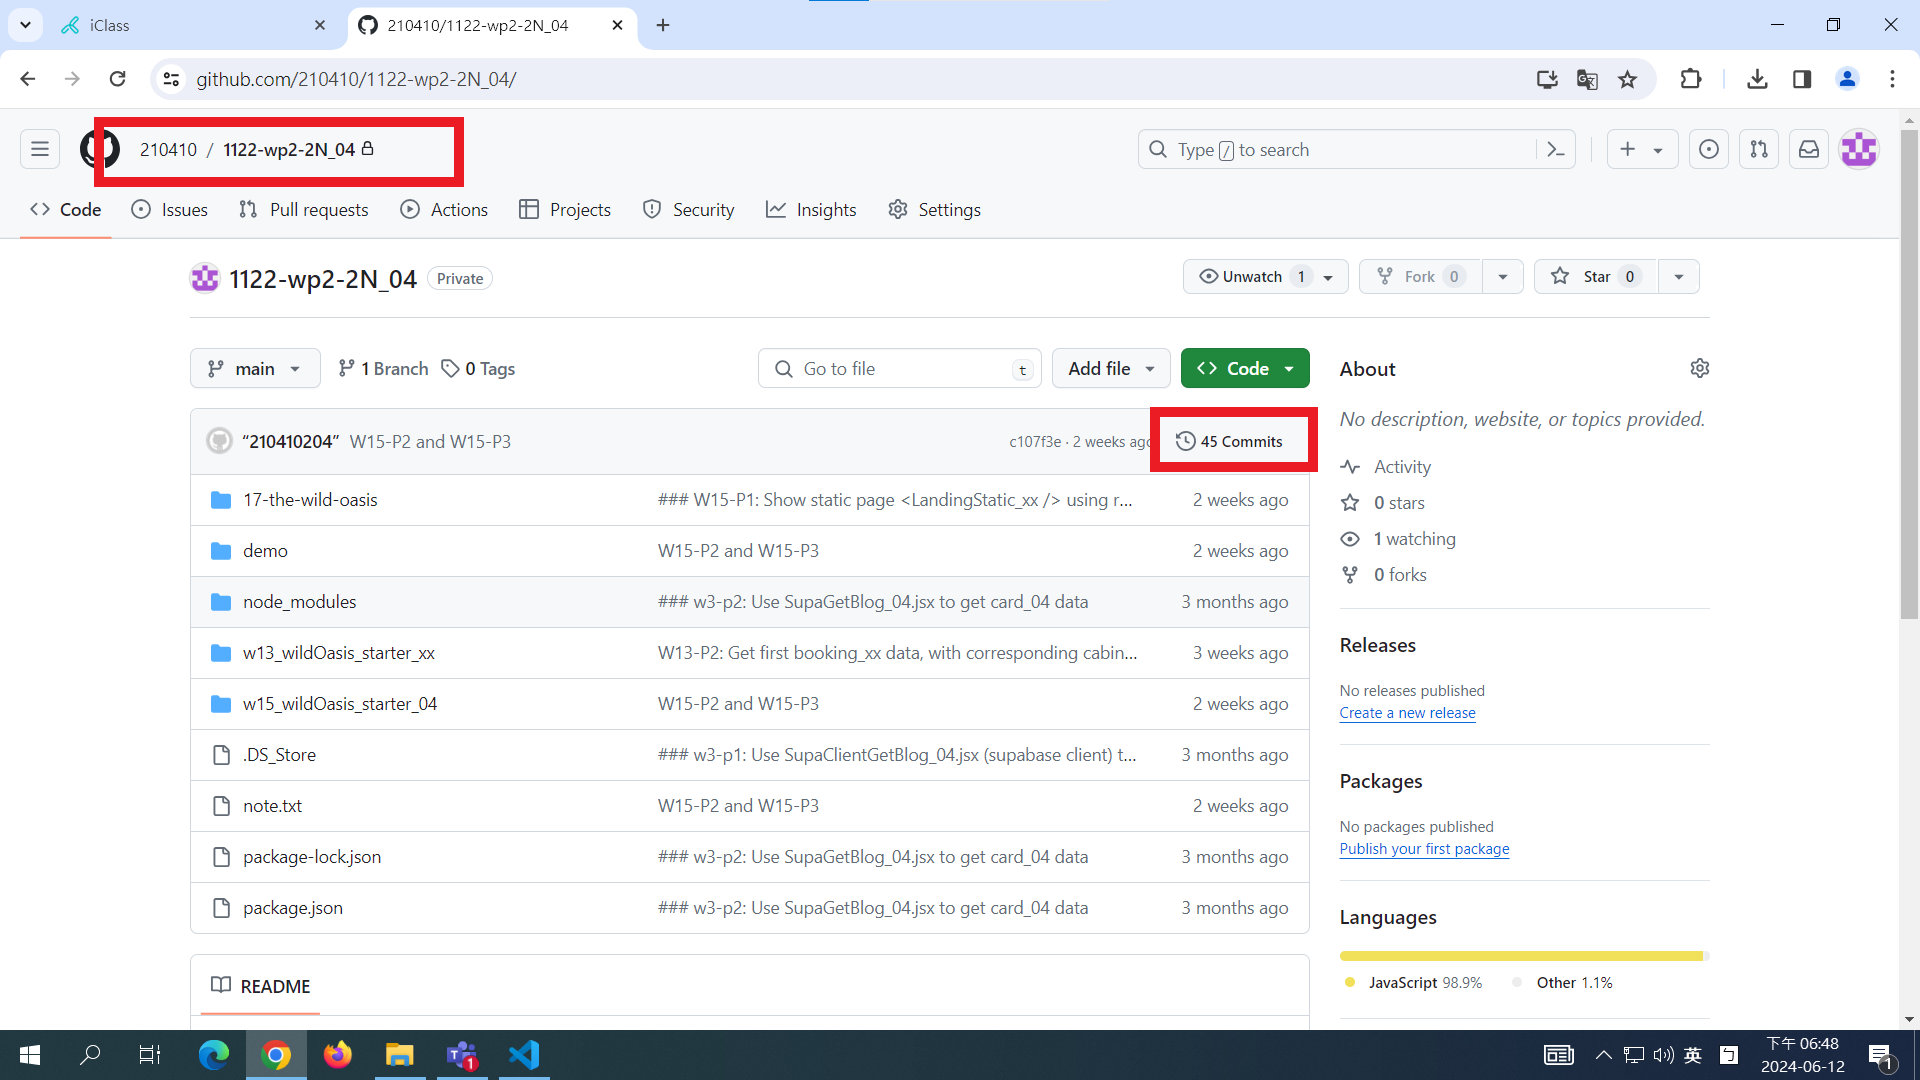 iClass
210410/1122-wp2-2N_04
github.com/210410/1122-wp2-2N_04/
210410 / 1122-wp2-2N_04
Type / to search
Code Issues Pull requests Actions Projects Security Insights Settings
1122-wp2-2N_04 Private
Unwatch 1 Fork 0 Star 0
main 1 Branch 0 Tags Go to file t Add file Code
About
No description, website, or topics provided.
“210410204” W15-P2 and W15-P3 c107f3e · 2 weeks ago 45 Commits
Activity
17-the-wild-oasis ### W15-P1: Show static page <LandingStatic_xx /> using r... 2 weeks ago
0 stars
demo W15-P2 and W15-P3 2 weeks ago
1 watching
0 forks
node_modules ### w3-p2: Use SupaGetBlog_04.jsx to get card_04 data 3 months ago
Releases
w13_wildOasis_starter_xx W13-P2: Get first booking_xx data, with corresponding cabin... 3 weeks ago
No releases published
w15_wildOasis_starter_04 W15-P2 and W15-P3 2 weeks ago
Create a new release
.DS_Store ### w3-p1: Use SupaClientGetBlog_04.jsx (supabase client) t... 3 months ago
Packages
note.txt W15-P2 and W15-P3 2 weeks ago
No packages published
package-lock.json ### w3-p2: Use SupaGetBlog_04.jsx to get card_04 data 3 months ago
Publish your first package
package.json ### w3-p2: Use SupaGetBlog_04.jsx to get card_04 data 3 months ago
Languages
README
JavaScript 98.9% Other 1.1%
1
英
ㄅ
下午 06:48
2024-06-12
1